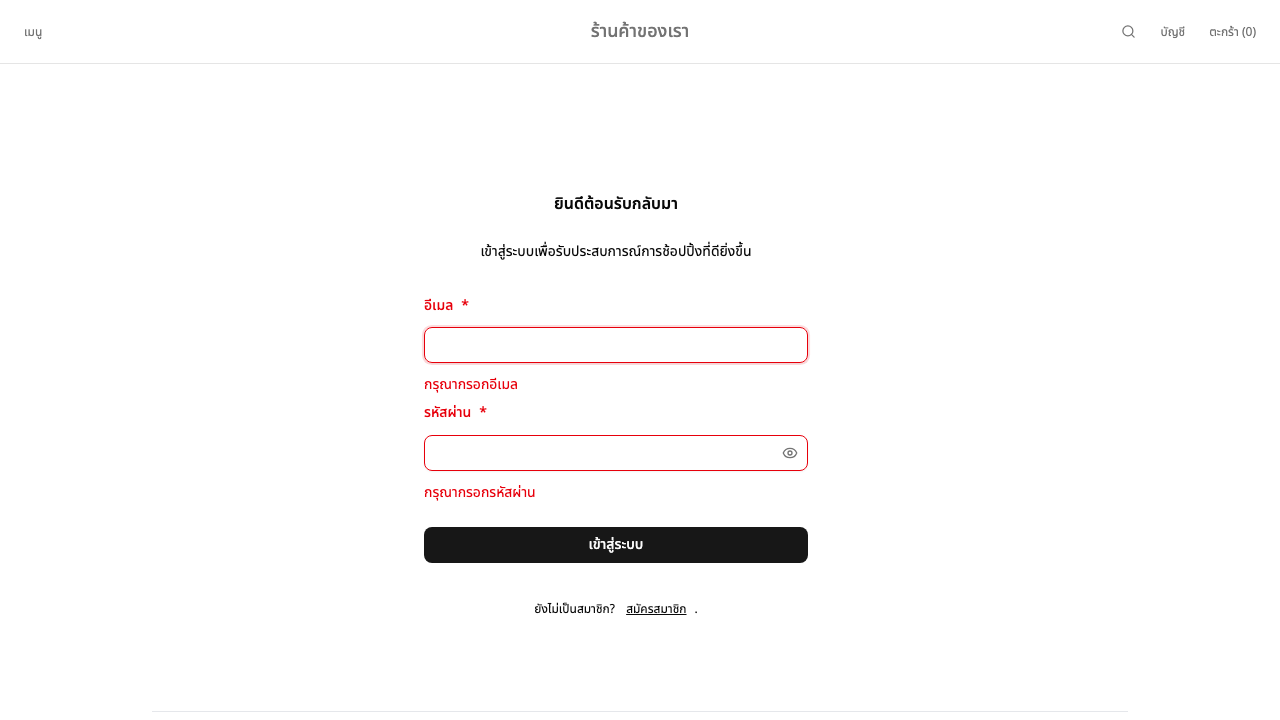 เมนู
ร้านค้าของเรา
บัญชี
ตะกร้า (0)
ยินดีต้อนรับกลับมา
เข้าสู่ระบบเพื่อรับประสบการณ์การช้อปปิ้งที่ดียิ่งขึ้น
อีเมล *
กรุณากรอกอีเมล
รหัสผ่าน *
กรุณากรอกรหัสผ่าน
เข้าสู่ระบบ
ยังไม่เป็นสมาชิก? สมัครสมาชิก .